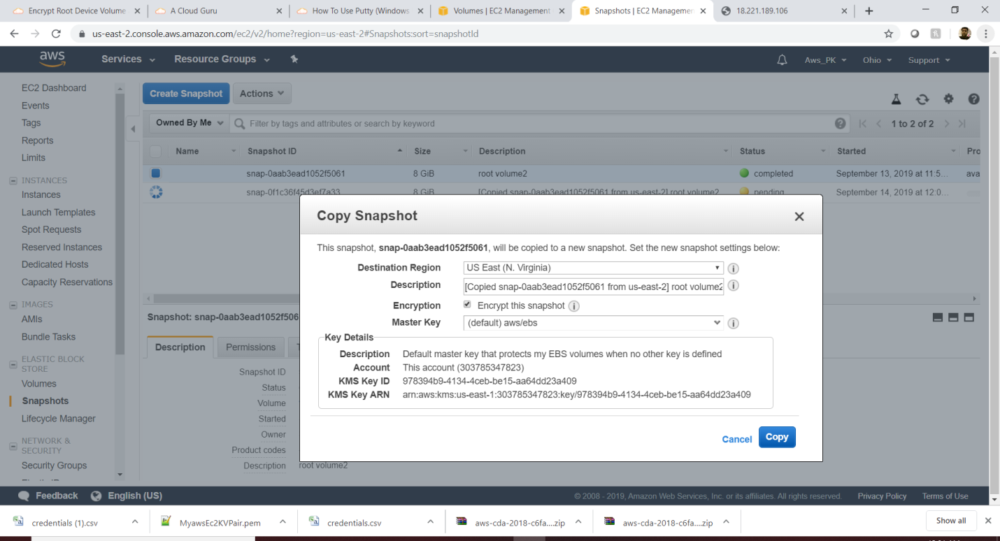 Encrypt Root Device Volume
A Cloud Guru
How To Use Putty (Windows
Volumes | EC2 Management
Snapshots | EC2 Managemen
18.221.189.106
us-east-2.console.aws.amazon.com/ec2/v2/home?region=us-east-2#Snapshots:sort=snapshotId
aws Services Resource Groups Aws_PK Ohio Support
EC2 Dashboard
Events
Tags
Reports
Limits
INSTANCES
Instances
Launch Templates
Spot Requests
Reserved Instances
Dedicated Hosts
Capacity Reservations
IMAGES
AMIs
Bundle Tasks
ELASTIC BLOCK
STORE
Volumes
Snapshots
Lifecycle Manager
NETWORK &
SECURITY
Security Groups
Create Snapshot Actions
Owned By Me Filter by tags and attributes or search by keyword 1 to 2 of 2
Name Snapshot ID Size Description Status Started Pro
snap-0aab3ead1052f5061 8 GiB root volume2 completed September 13, 2019 at 11:5... ava
snap-0f1c36f45d3ef7a33 8 GiB [Copied snap-0aab3ead1052f5061 from us-east-2] root volume2 pending September 14, 2019 at 12:0...
Copy Snapshot
This snapshot, snap-0aab3ead1052f5061, will be copied to a new snapshot. Set the new snapshot settings below:
Destination Region US East (N. Virginia)
Description [Copied snap-0aab3ead1052f5061 from us-east-2] root volume2
Encryption Encrypt this snapshot
Master Key (default) aws/ebs
Key Details
Description Default master key that protects my EBS volumes when no other key is defined
Account This account (303785347823)
KMS Key ID 978394b9-4134-4ceb-be15-aa64dd23a409
KMS Key ARN arn:aws:kms:us-east-1:303785347823:key/978394b9-4134-4ceb-be15-aa64dd23a409
Cancel Copy
Snapshot: snap-0aab3ead1052f506
Description Permissions T
Snapshot ID
Status
Volume
Started
Owner
Product codes
Description root volume2
Feedback English (US) © 2008 - 2019, Amazon Web Services, Inc. or its affiliates. All rights reserved. Privacy Policy Terms of Use
credentials (1).csv MyawsEc2KVPair.pem credentials.csv aws-cda-2018-c6fa....zip aws-cda-2018-c6fa....zip Show all